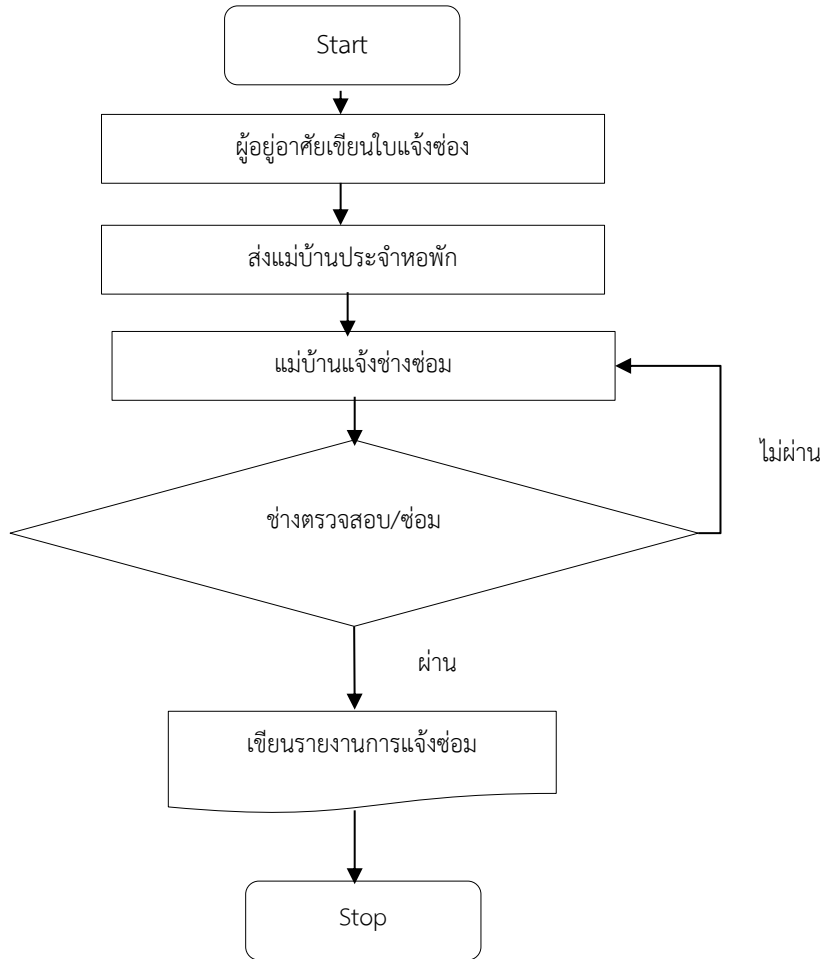 Start
ผู้อยู่อาศัยเขียนใบแจ้งซ่อง
ส่งแม่บ้านประจำหอพัก
แม่บ้านแจ้งช่างซ่อม
ไม่ผ่าน
ช่างตรวจสอบ/ซ่อม
ผ่าน
เขียนรายงานการแจ้งซ่อม
Stop